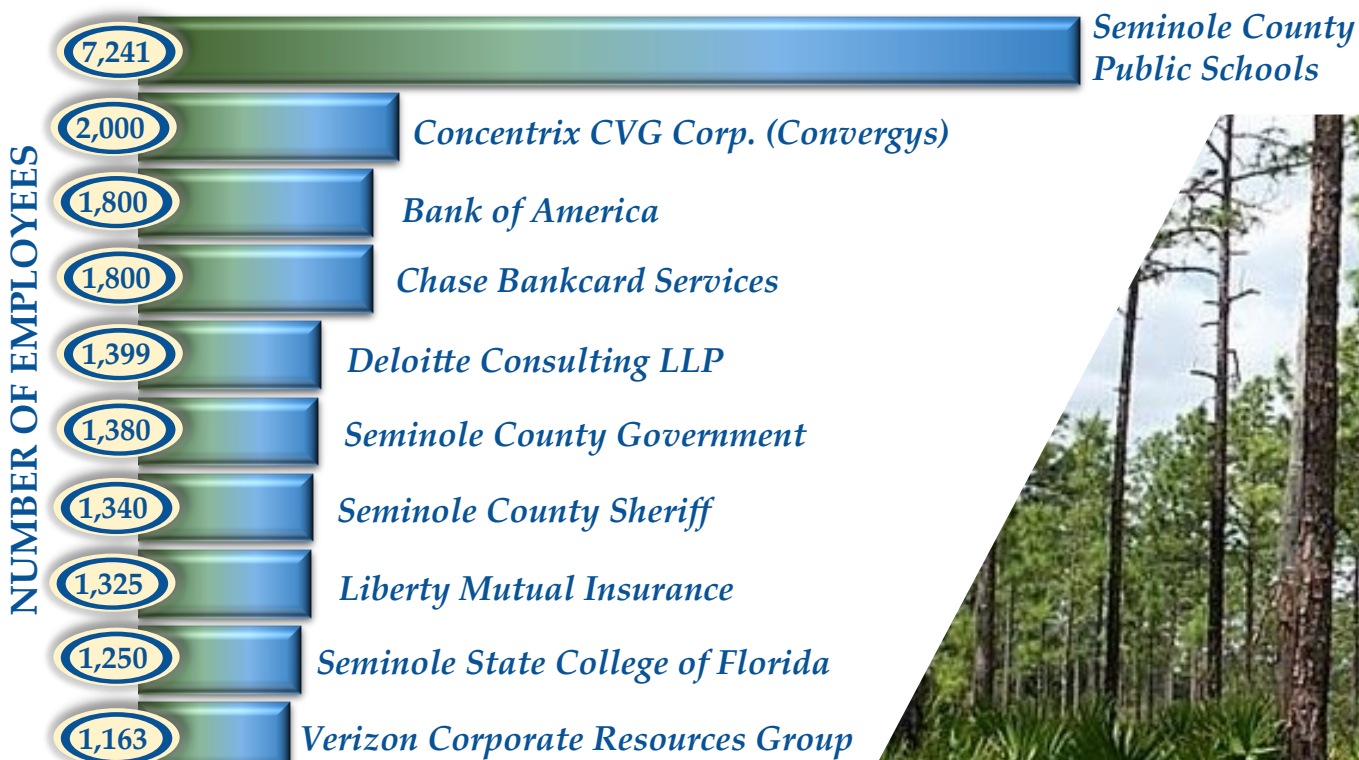 NUMBER OF EMPLOYEES
7,241
Seminole County
Public Schools
2,000
Concentrix CVG Corp. (Convergys)
1,800
Bank of America
1,800
Chase Bankcard Services
1,399
Deloitte Consulting LLP
1,380
Seminole County Government
1,340
Seminole County Sheriff
1,325
Liberty Mutual Insurance
1,250
Seminole State College of Florida
1,163
Verizon Corporate Resources Group